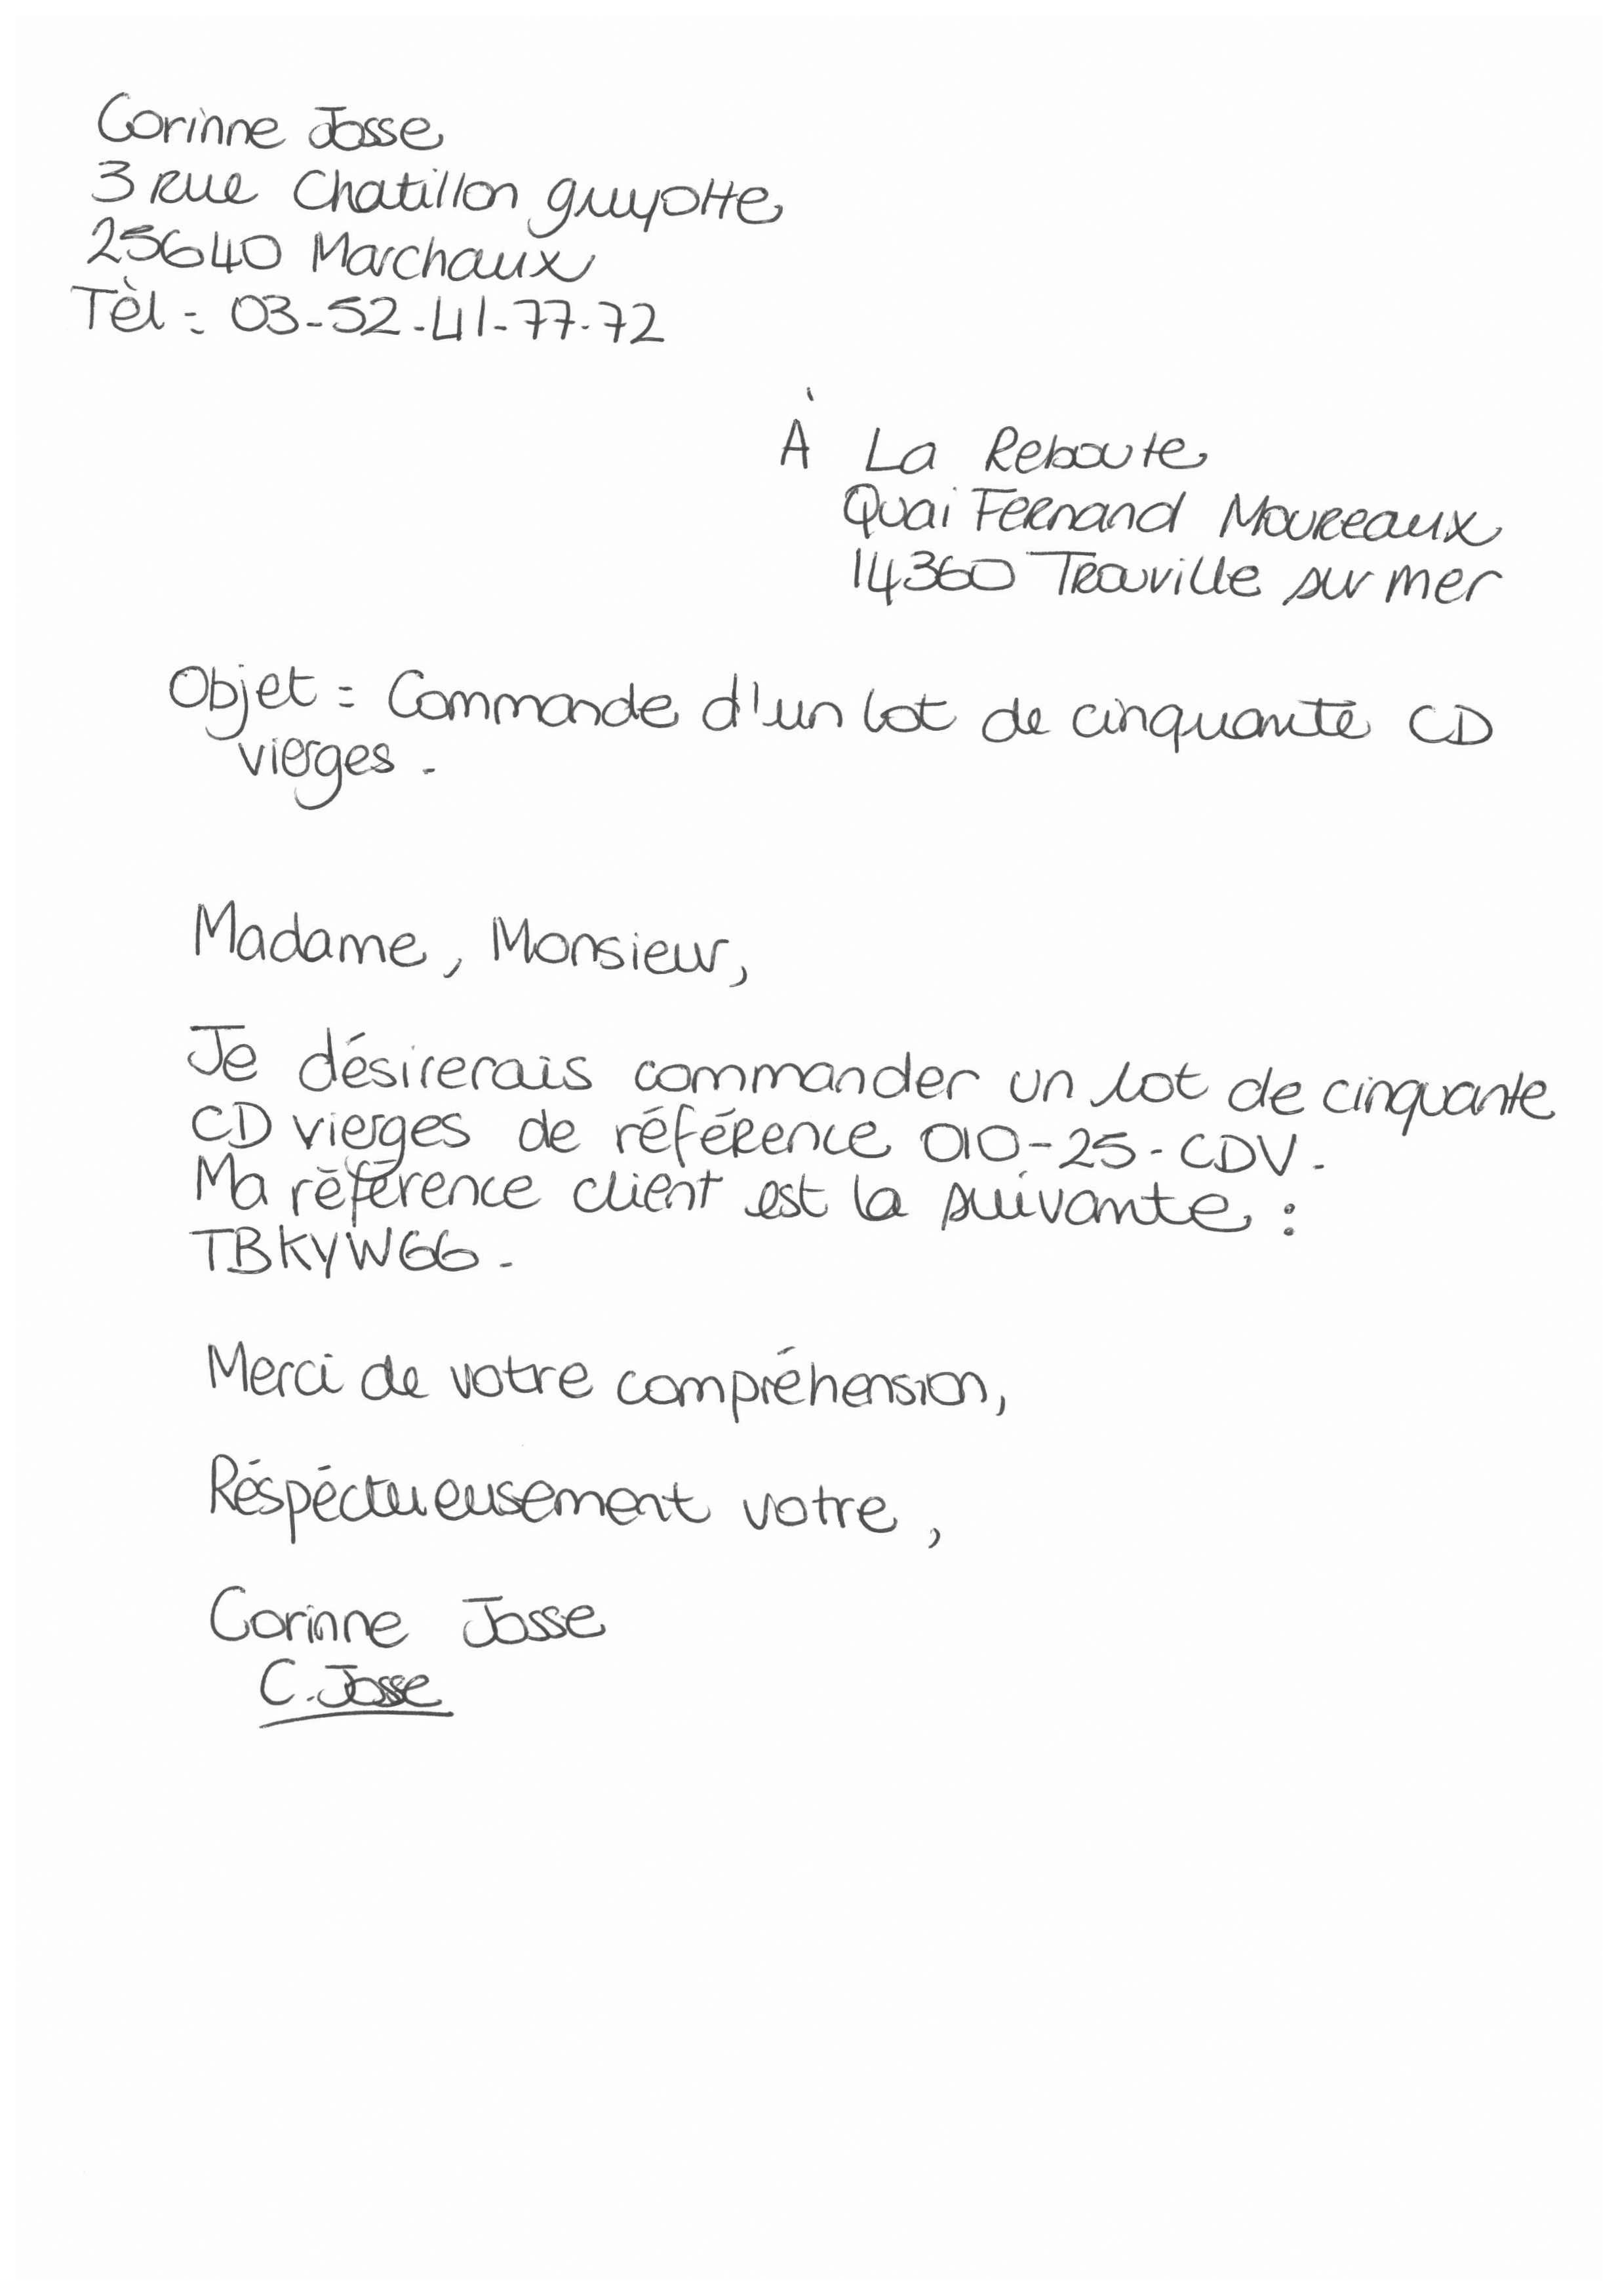 Corinne Josse
3 rue Chatillon guyotte
25640 Marchaux
Tèl : 03-52-41-77-72
À La Reboute
Quai Fernand Moureaux
14360 Trouville sur mer
Objet : Commande d'un lot de cinquante CD
vierges.
Madame, Monsieur,
Je désirerais commander un lot de cinquante
CD vierges de référence 010-25-CDV.
Ma référence client est la suivante :
TBKYW66.
Merci de votre compréhension,
Réspéctueusement votre,
Corinne Josse
C. Josse